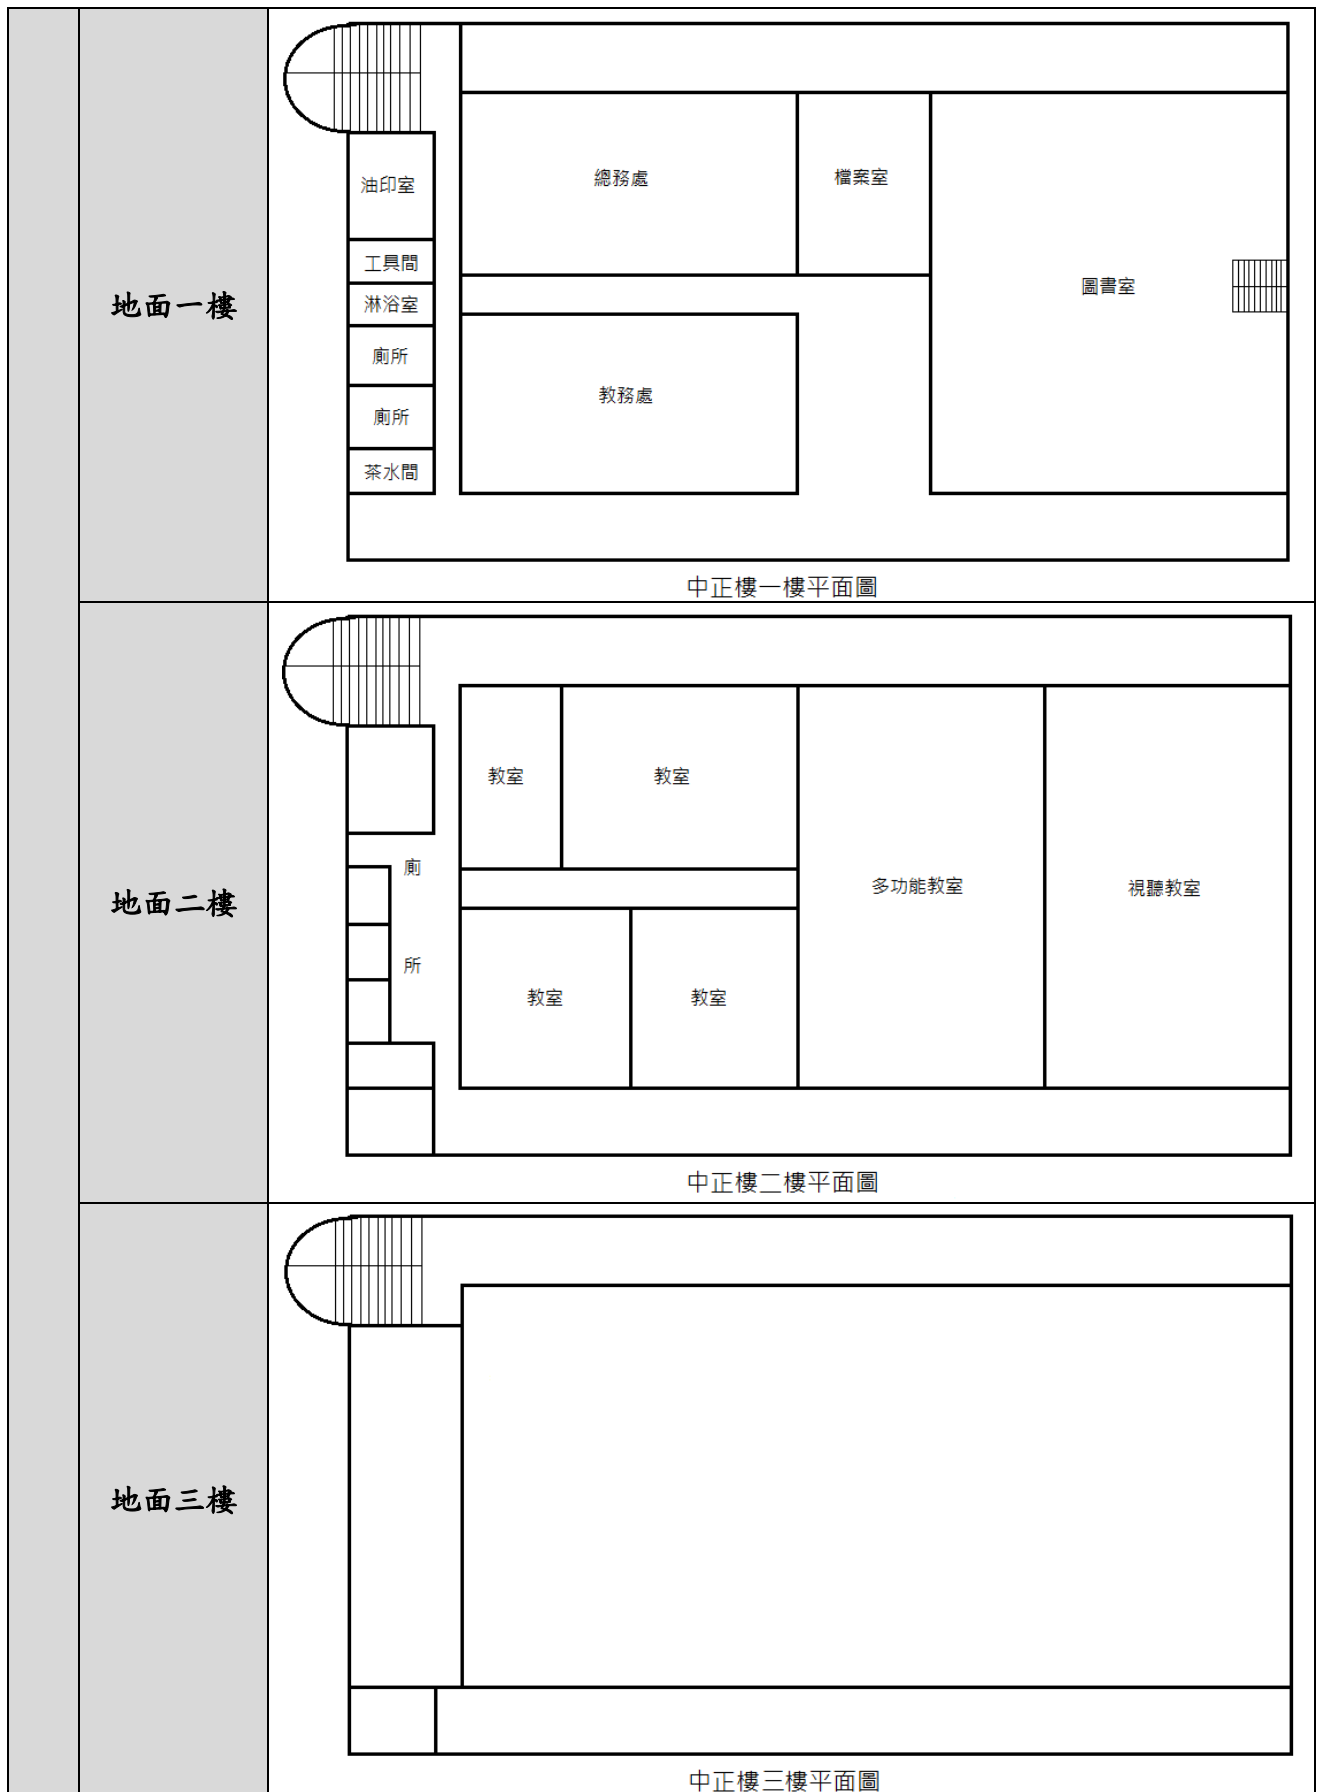 地面一樓
油印室
總務處
檔案室
工具間
圖書室
淋浴室
廁所
教務處
廁所
茶水間
中正樓一樓平面圖
地面二樓
教室
教室
廁
所
多功能教室
視聽教室
教室
教室
中正樓二樓平面圖
地面三樓
中正樓三樓平面圖